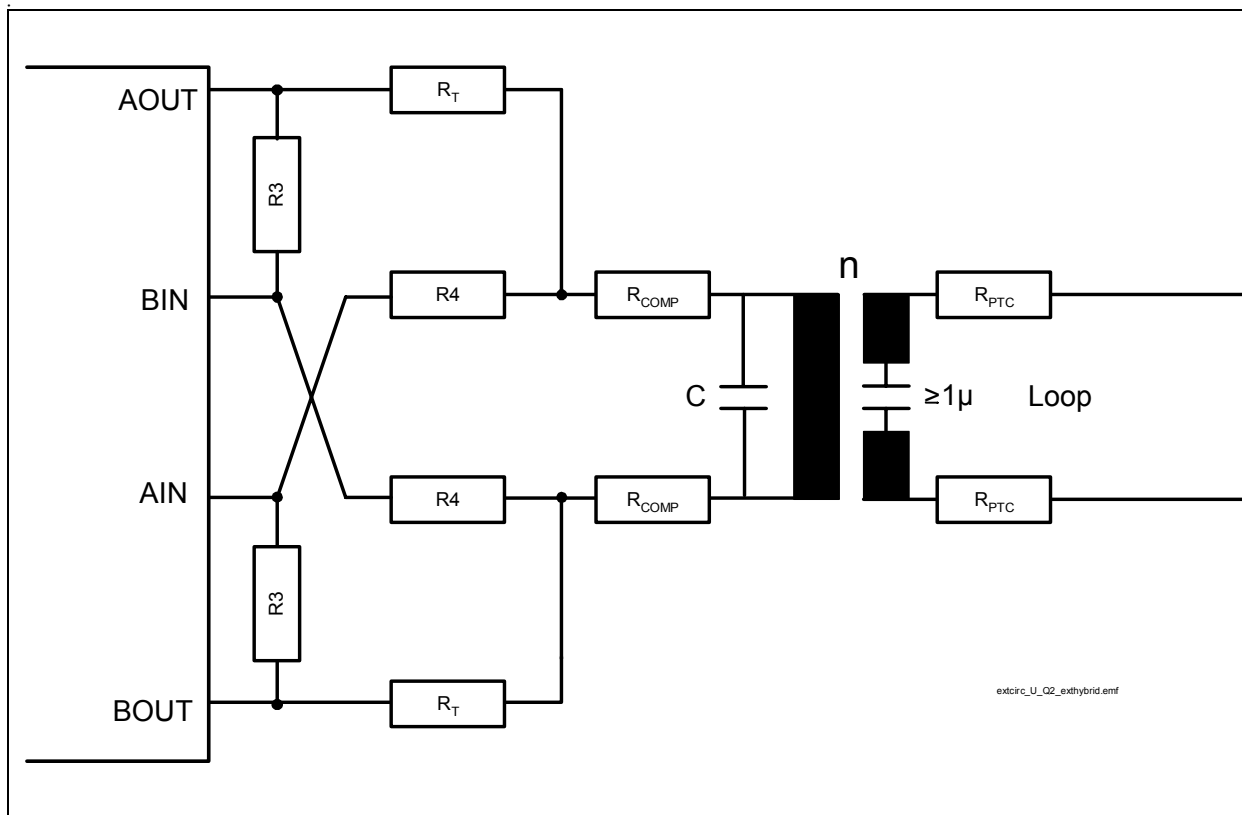 AOUT
R_T
R3
n
BIN
R4
R_COMP
R_PTC
C
≥1µ
Loop
AIN
R4
R_COMP
R_PTC
R3
BOUT
R_T
extcirc_U_Q2_exthybrid.emf